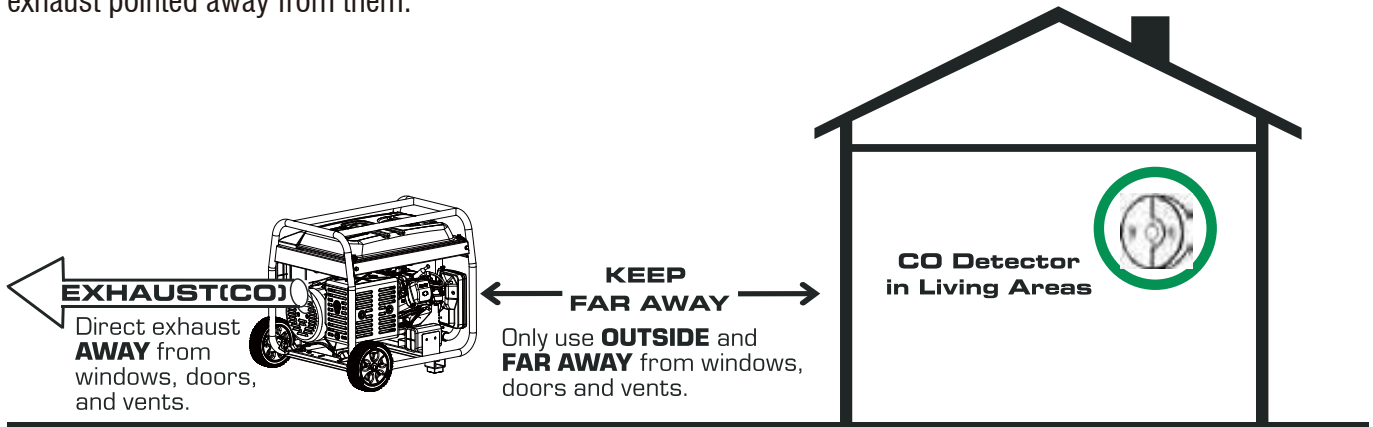 exhaust pointed away from them.
EXHAUST(CO)
Direct exhaust
AWAY from
windows, doors,
and vents.
KEEP
FAR AWAY
Only use OUTSIDE and
FAR AWAY from windows,
doors and vents.
CO Detector
in Living Areas